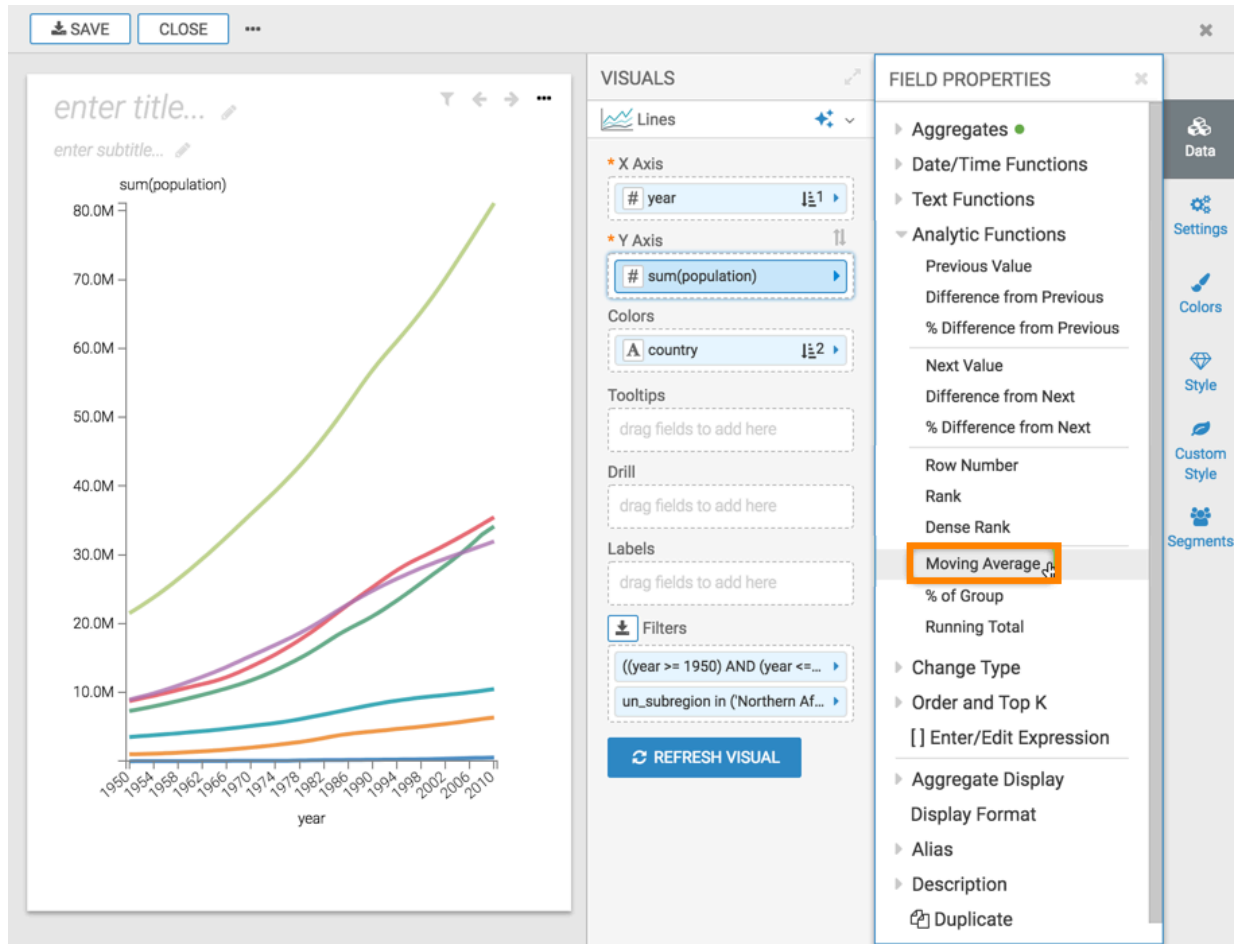 SAVE
CLOSE
•••
enter title...
enter subtitle...
sum(population)
80.0M
70.0M
60.0M
50.0M
40.0M
30.0M
20.0M
10.0M
1950 1954 1958 1962 1966 1970 1974 1978 1982 1986 1990 1994 1998 2002 2006 2010
year
VISUALS
Lines
* X Axis
# year 1
* Y Axis
# sum(population)
Colors
A country 2
Tooltips
drag fields to add here
Drill
drag fields to add here
Labels
drag fields to add here
Filters
((year >= 1950) AND (year <=...
un_subregion in ('Northern Af...
REFRESH VISUAL
FIELD PROPERTIES
Aggregates
Date/Time Functions
Text Functions
Analytic Functions
Previous Value
Difference from Previous
% Difference from Previous
Next Value
Difference from Next
% Difference from Next
Row Number
Rank
Dense Rank
Moving Average
% of Group
Running Total
Change Type
Order and Top K
[ ] Enter/Edit Expression
Aggregate Display
Display Format
Alias
Description
Duplicate
Data
Settings
Colors
Style
Custom
Style
Segments